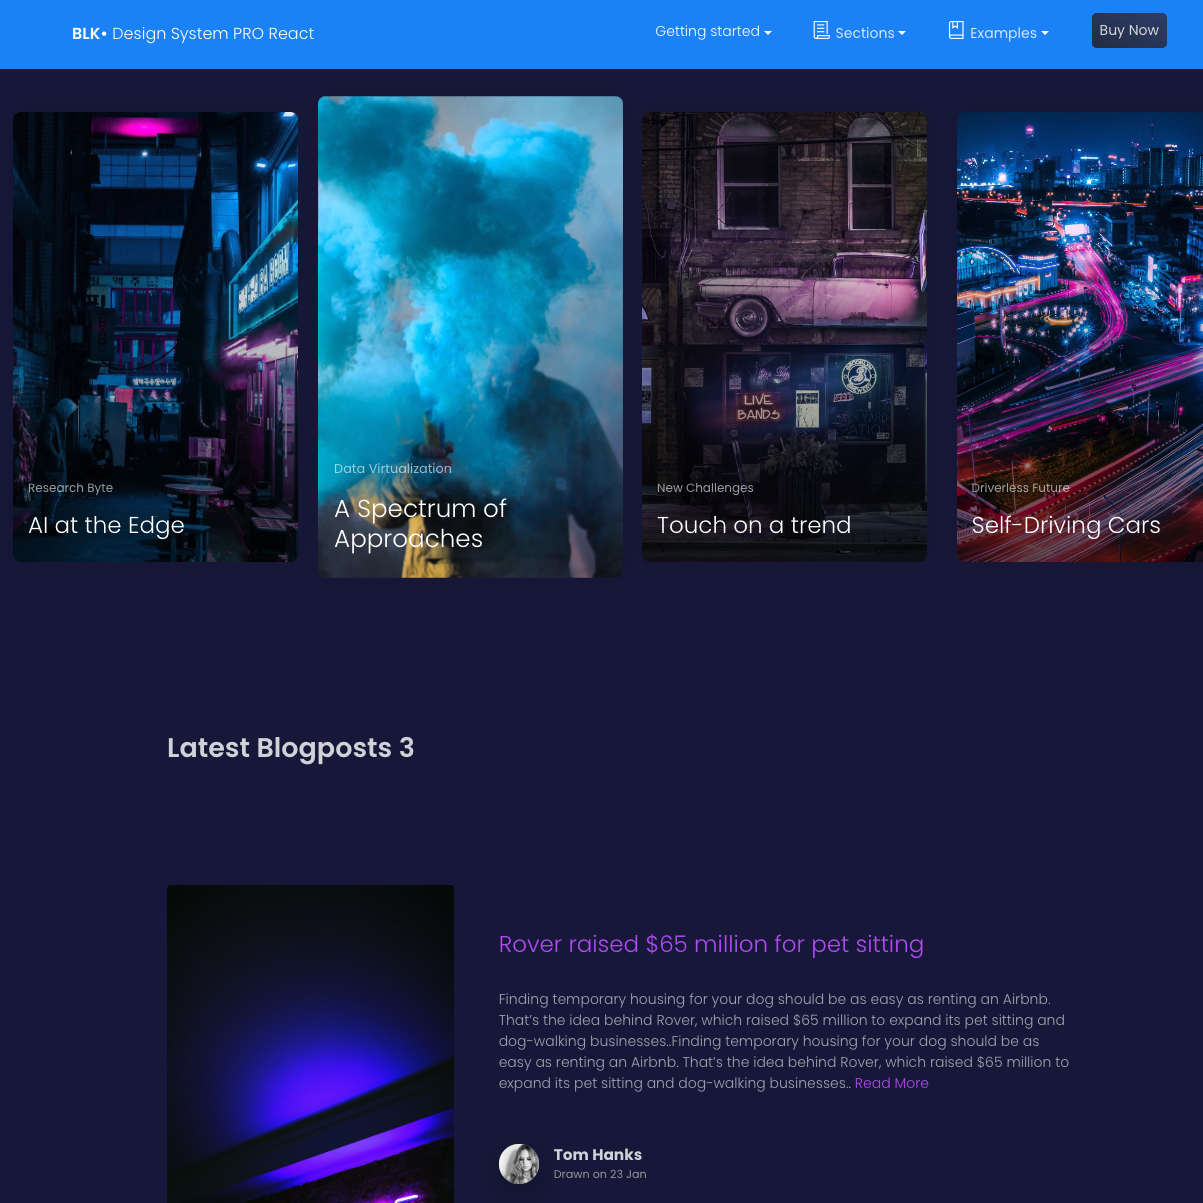 BLK• Design System PRO React
Getting started
Sections
Examples
Buy Now
LIVE
BANDS
Research Byte
AI at the Edge
Data Virtualization
A Spectrum of
Approaches
New Challenges
Touch on a trend
Driverless Future
Self-Driving Cars
Latest Blogposts 3
Rover raised $65 million for pet sitting
Finding temporary housing for your dog should be as easy as renting an Airbnb.
That’s the idea behind Rover, which raised $65 million to expand its pet sitting and
dog-walking businesses..Finding temporary housing for your dog should be as
easy as renting an Airbnb. That’s the idea behind Rover, which raised $65 million to
expand its pet sitting and dog-walking businesses.. Read More
Tom Hanks
Drawn on 23 Jan